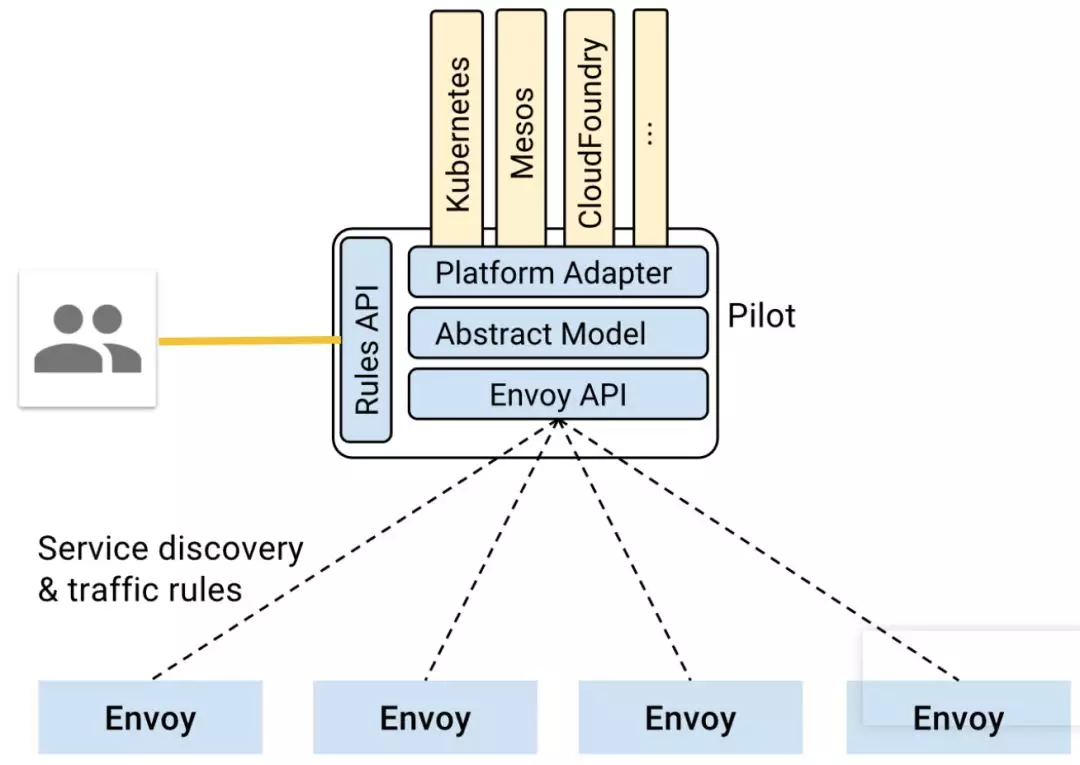 Kubernetes
Mesos
CloudFoundry
...
Rules API
Platform Adapter
Abstract Model
Envoy API
Pilot
Service discovery
& traffic rules
Envoy
Envoy
Envoy
Envoy